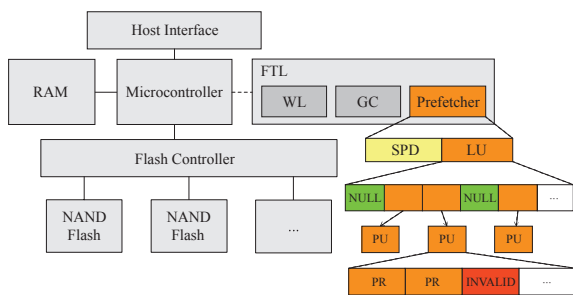 Host Interface
FTL
RAM
Microcontroller
WL
GC
Prefetcher
SPD
LU
Flash Controller
NULL
NULL
...
NAND
Flash
NAND
Flash
...
PU
PU
PU
PR
PR
INVALID
...